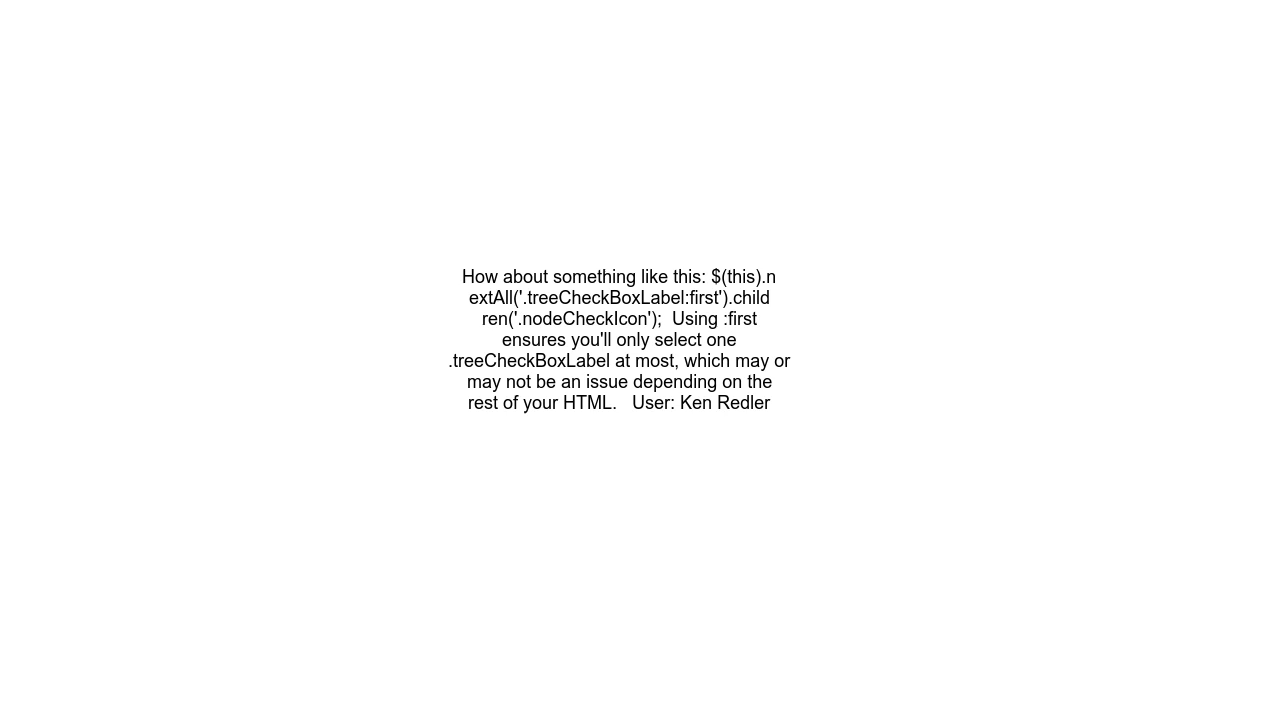 How about something like this: $(this).n
extAll('.treeCheckBoxLabel:first').child
ren('.nodeCheckIcon');  Using :first
ensures you'll only select one
.treeCheckBoxLabel at most, which may or
may not be an issue depending on the
rest of your HTML.   User: Ken Redler